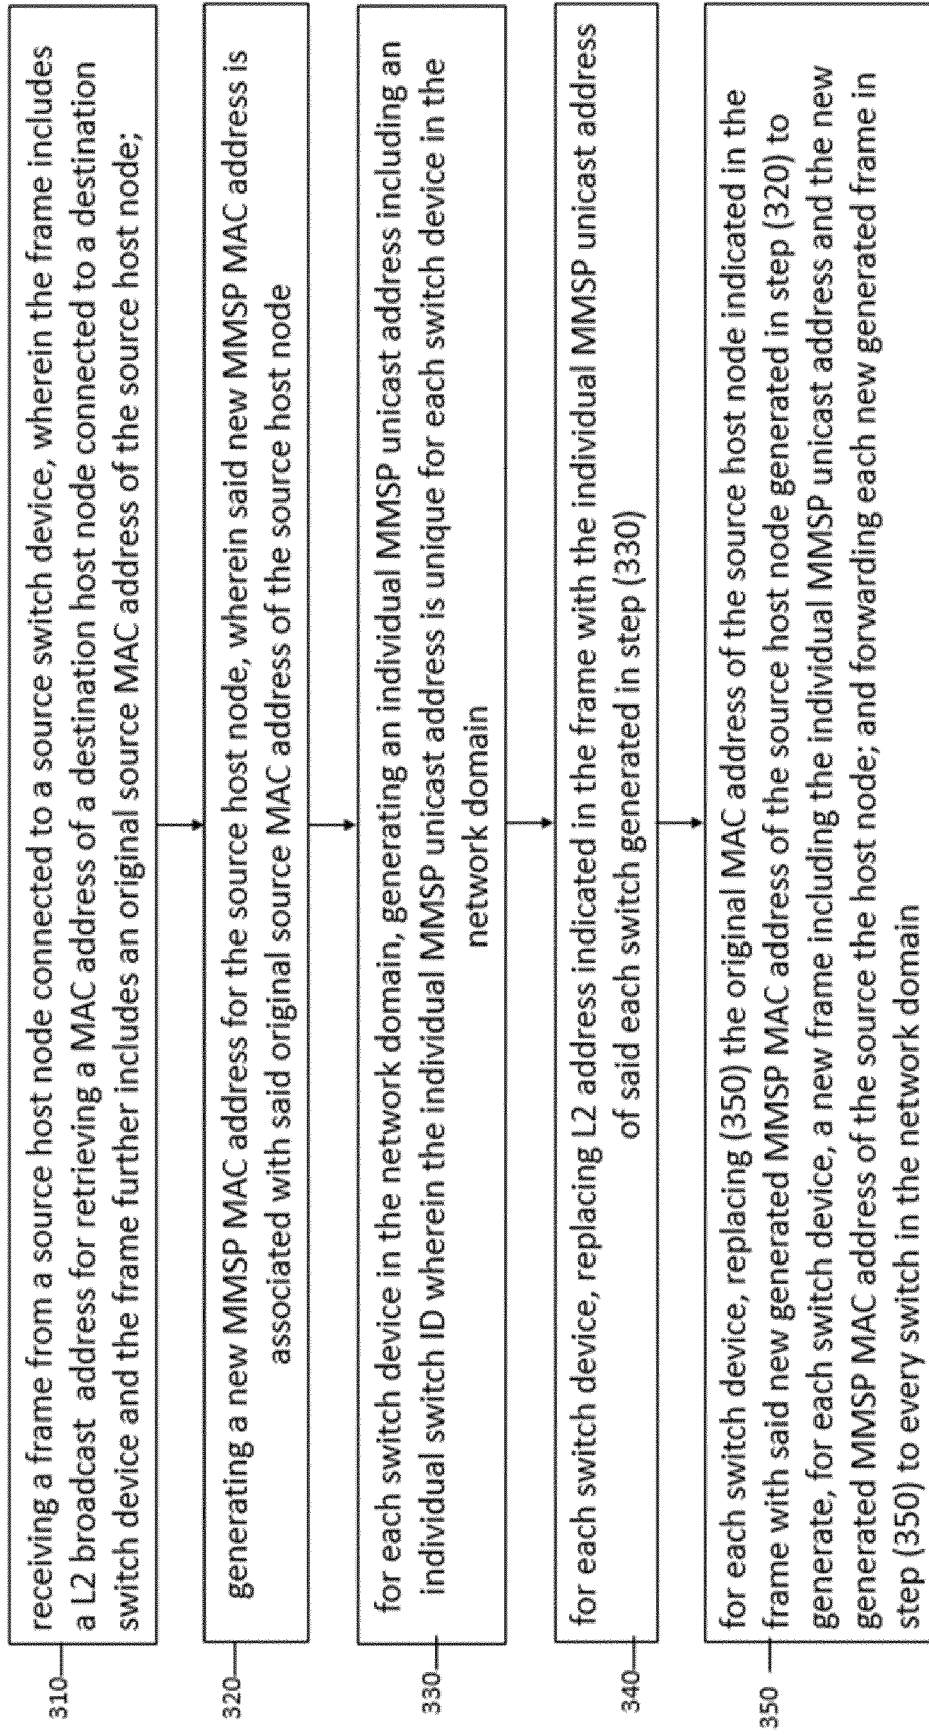 310
receiving a frame from a source host node connected to a source switch device, wherein the frame includes
a L2 broadcast address for retrieving a MAC address of a destination host node connected to a destination
switch device and the frame further includes an original source MAC address of the source host node;
320
generating a new MMSP MAC address for the source host node, wherein said new MMSP MAC address is
associated with said original source MAC address of the source host node
330
for each switch device in the network domain, generating an individual MMSP unicast address including an
individual switch ID wherein the individual MMSP unicast address is unique for each switch device in the
network domain
340
for each switch device, replacing L2 address indicated in the frame with the individual MMSP unicast address
of said each switch generated in step (330)
350
for each switch device, replacing (350) the original MAC address of the source host node indicated in the
frame with said new generated MMSP MAC address of the source host node generated in step (320) to
generate, for each switch device, a new frame including the individual MMSP unicast address and the new
generated MMSP MAC address of the source the host node; and forwarding each new generated frame in
step (350) to every switch in the network domain